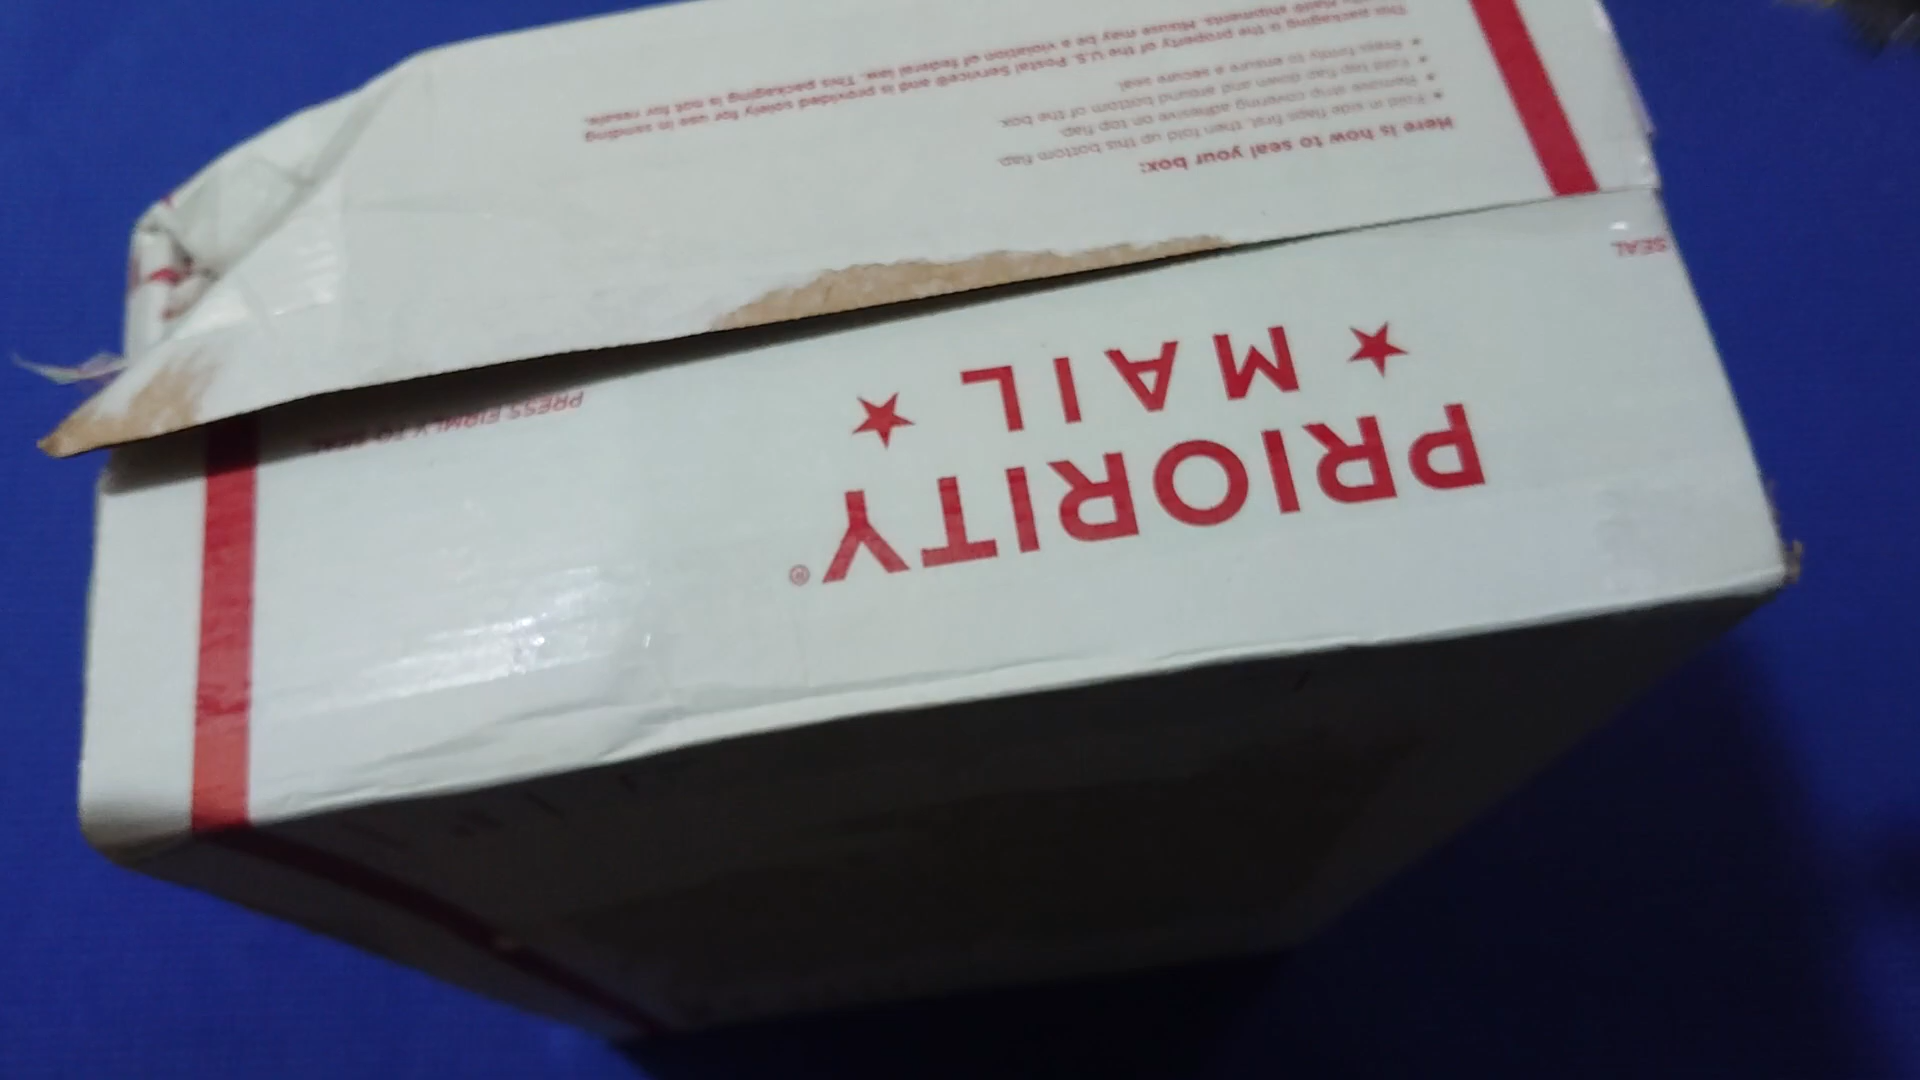 PRIORITY®
★ MAIL ★
SEAL
PRESS FIRMLY TO SEAL
Here is how to seal your box:
• Fold in side flaps first, then fold up this bottom flap.
• Remove strip covering adhesive on top flap.
• Fold top flap down and around bottom of the box.
• Press firmly to ensure a secure seal.
This packaging is the property of the U.S. Postal Service® and is provided solely for use in sending
Mail® shipments. Misuse may be a violation of federal law. This packaging is not for resale.